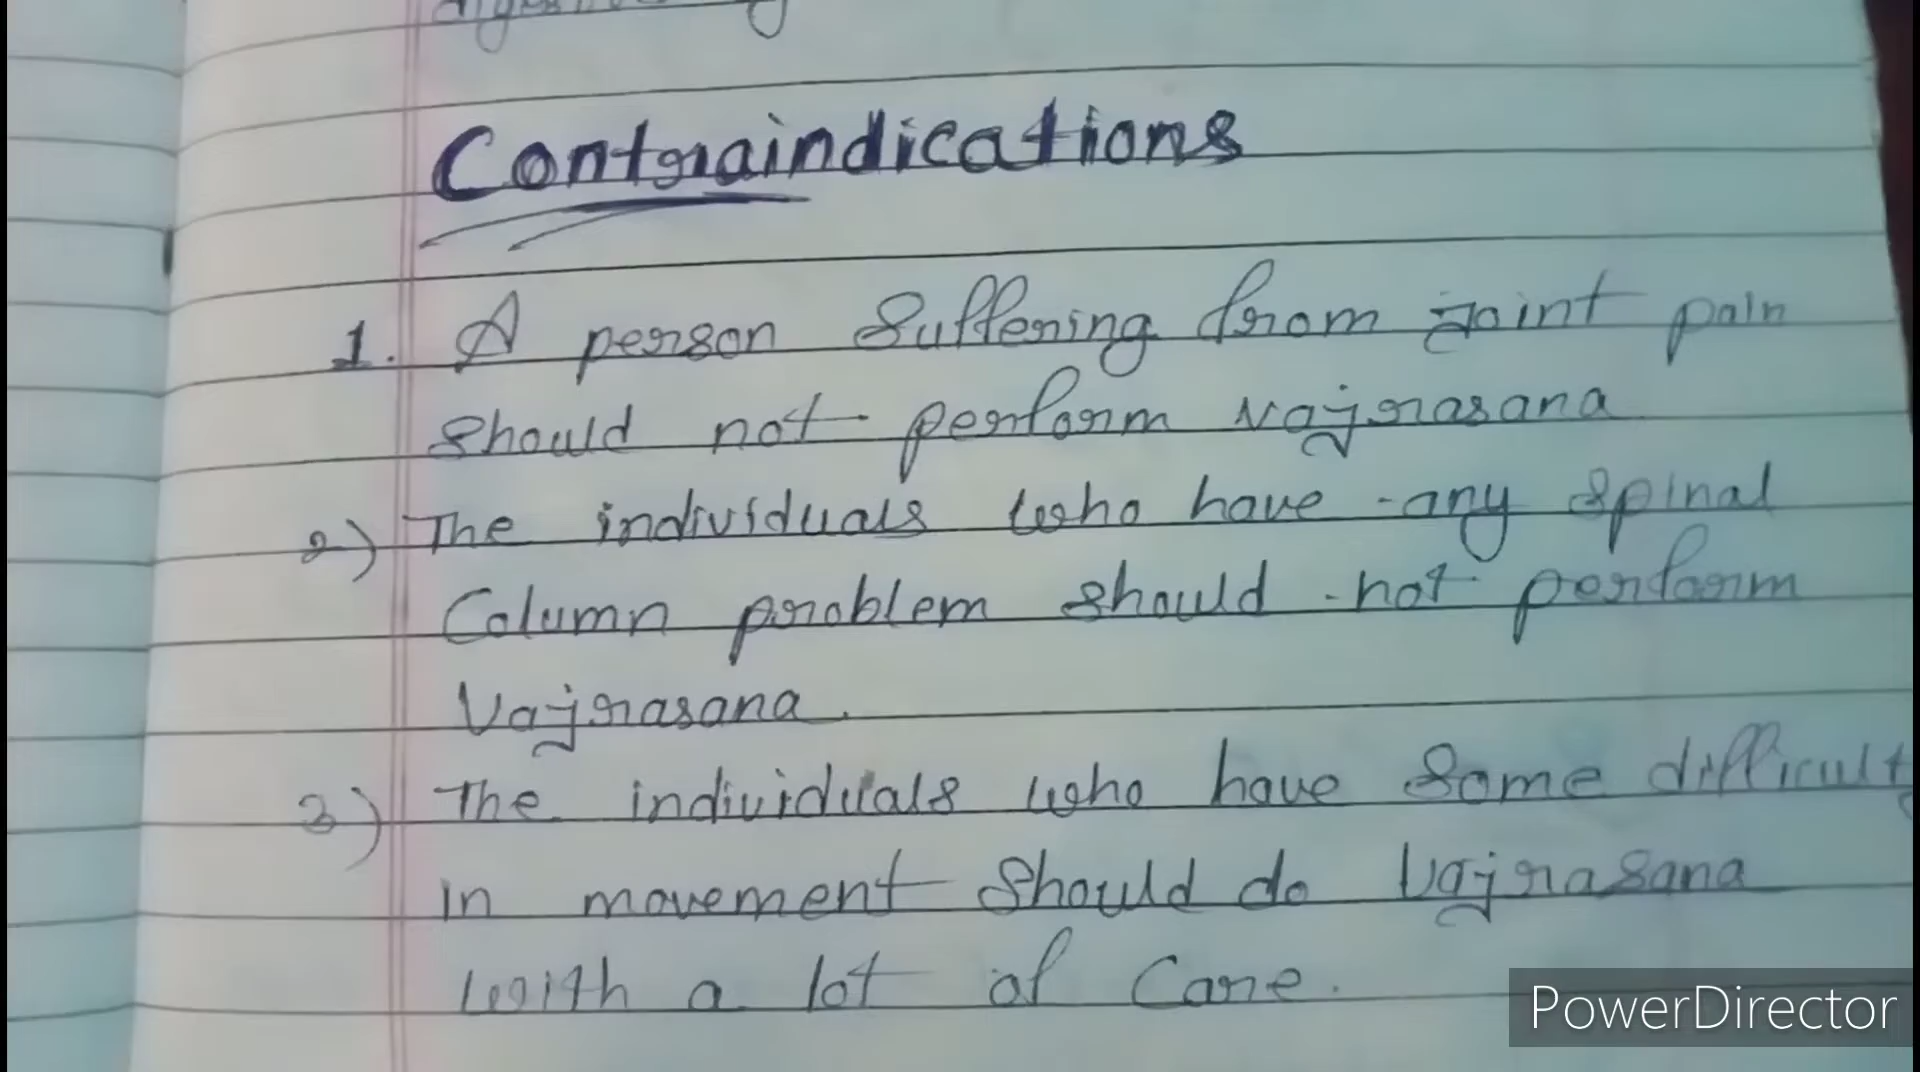 Contraindications
1. A person suffering from joint pain
should not perform vajrasana
2) The individuals who have any spinal
Column problem should not perform
Vajrasana.
3) The individuals who have some difficulty
in movement should do Vajrasana
with a lot of care.
PowerDirector